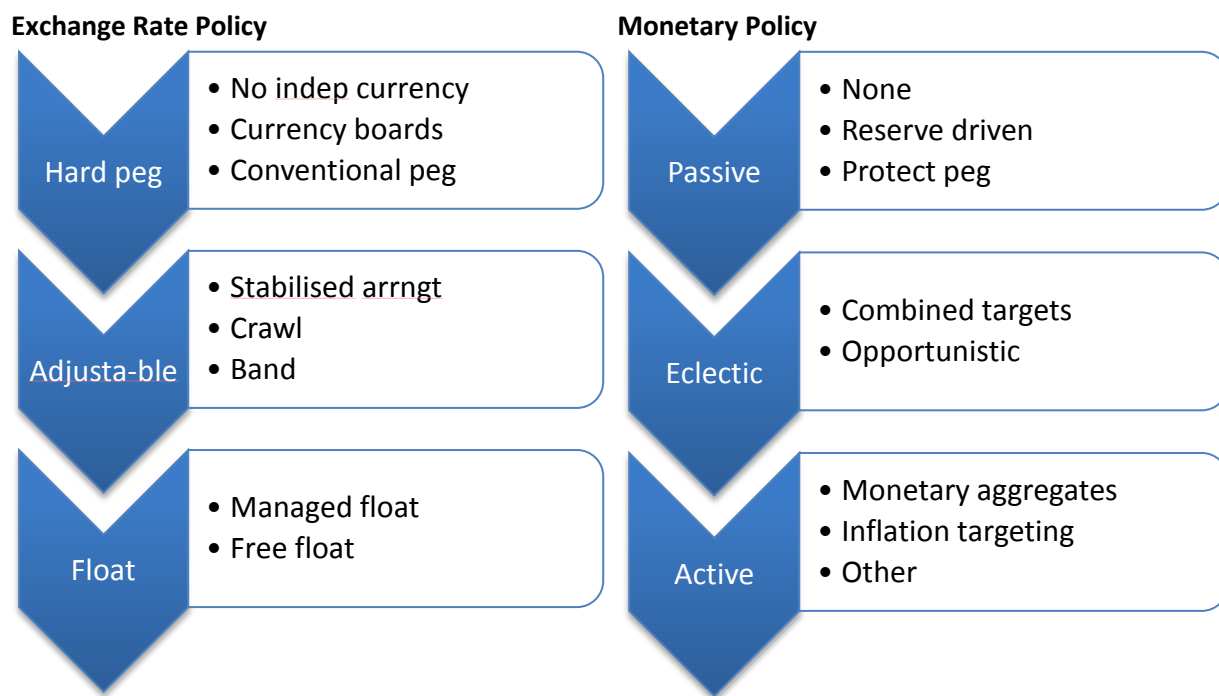 Exchange Rate Policy
Hard peg
• No indep currency
• Currency boards
• Conventional peg
Adjusta-ble
• Stabilised arrngt
• Crawl
• Band
Float
• Managed float
• Free float
Monetary Policy
Passive
• None
• Reserve driven
• Protect peg
Eclectic
• Combined targets
• Opportunistic
Active
• Monetary aggregates
• Inflation targeting
• Other